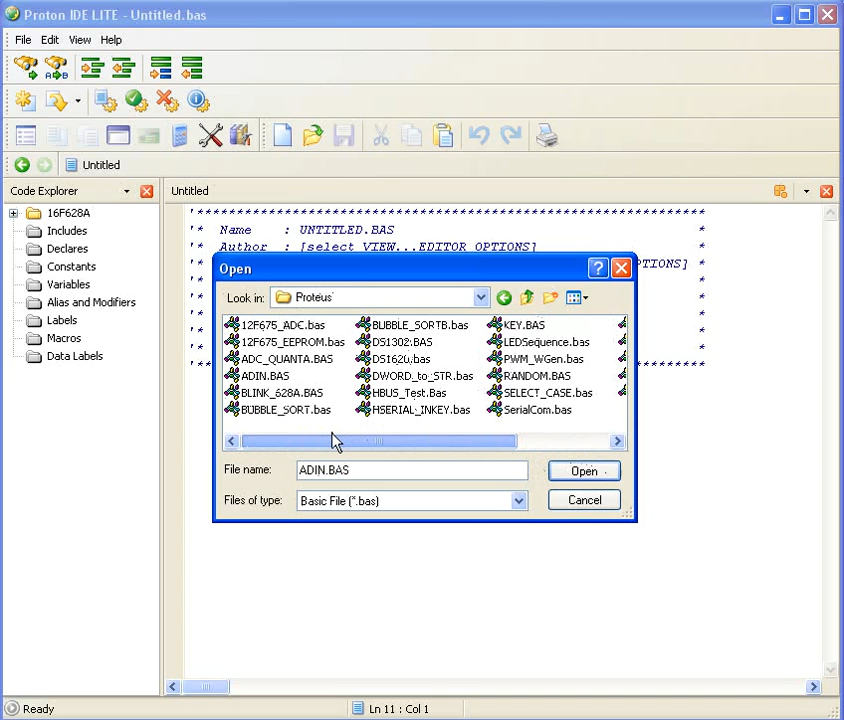 Proton IDE LITE - Untitled.bas
File Edit View Help
Untitled
Code Explorer
Untitled
16F628A
Includes
Declares
Constants
Variables
Alias and Modifiers
Labels
Macros
Data Labels
'****************************************************************
'* Name : UNTITLED.BAS *
'* Author : [select VIEW...EDITOR OPTIONS] *
'* PTIONS] *
Open
Look in: Proteus
12F675_ADC.bas
12F675_EEPROM.bas
ADC_QUANTA.BAS
ADIN.BAS
BLINK_628A.BAS
BUBBLE_SORT.bas
BUBBLE_SORTB.bas
DS1302.BAS
DS1620.bas
DWORD_to_STR.bas
HBUS_Test.Bas
HSERIAL_INKEY.bas
KEY.BAS
LEDSequence.bas
PWM_WGen.bas
RANDOM.BAS
SELECT_CASE.bas
SerialCom.bas
File name: ADIN.BAS Open
Files of type: Basic File (*.bas) Cancel
Ready Ln 11 : Col 1